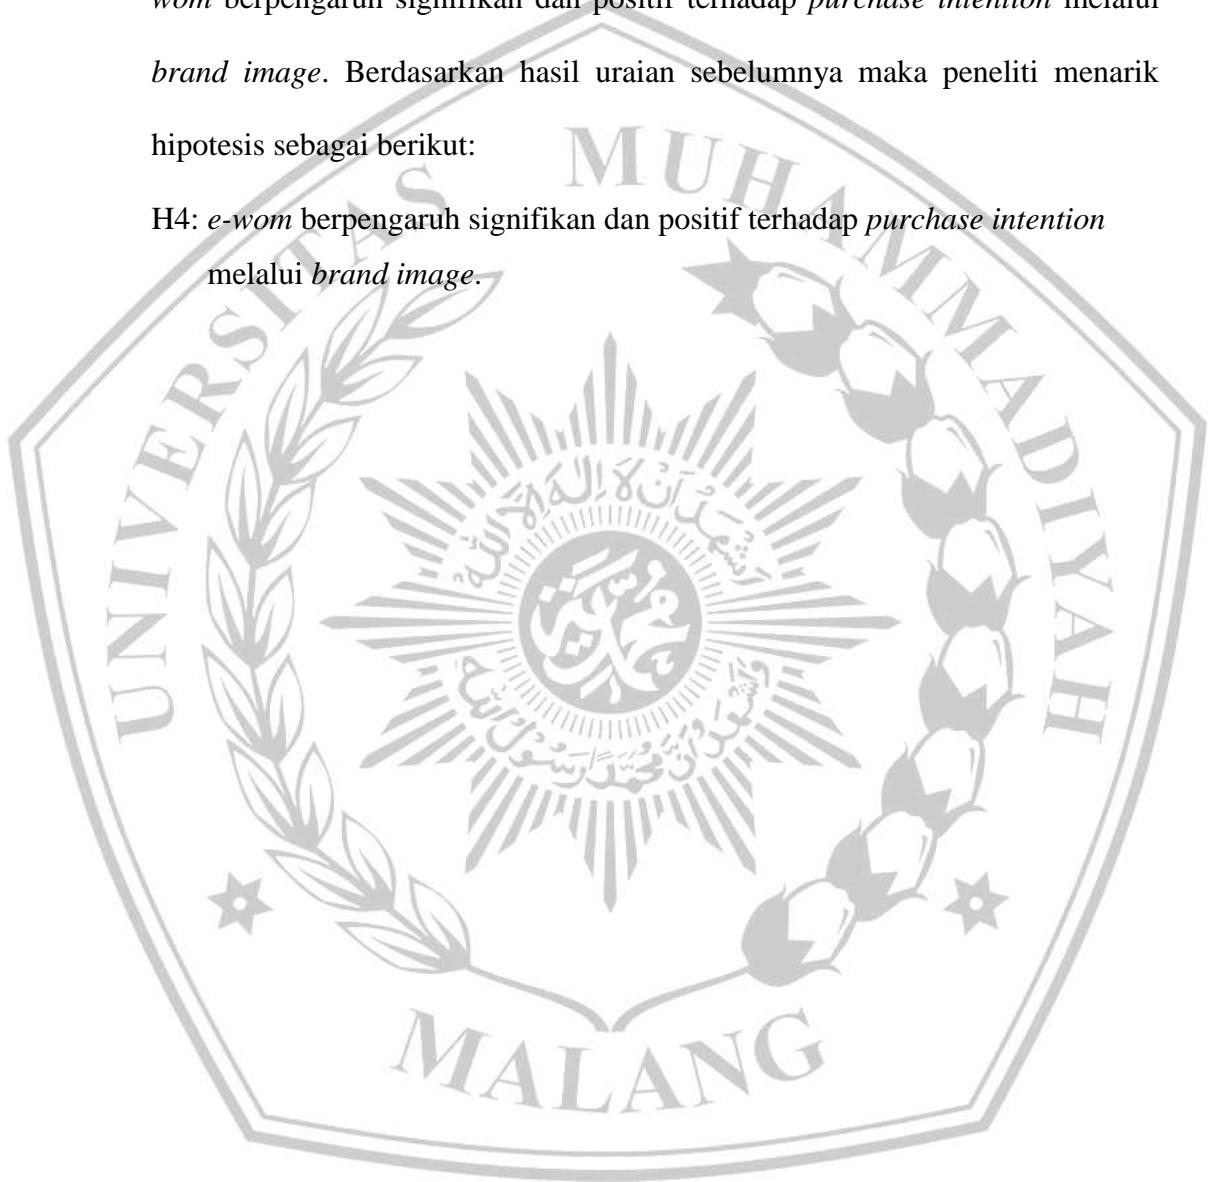 wom berpengaruh signifikan dan positif terhadap purchase intention melalui
brand image. Berdasarkan hasil uraian sebelumnya maka peneliti menarik
hipotesis sebagai berikut:
H4: e-wom berpengaruh signifikan dan positif terhadap purchase intention
melalui brand image.
UNIVERSITAS MUHAMMADIYAH
MALANG